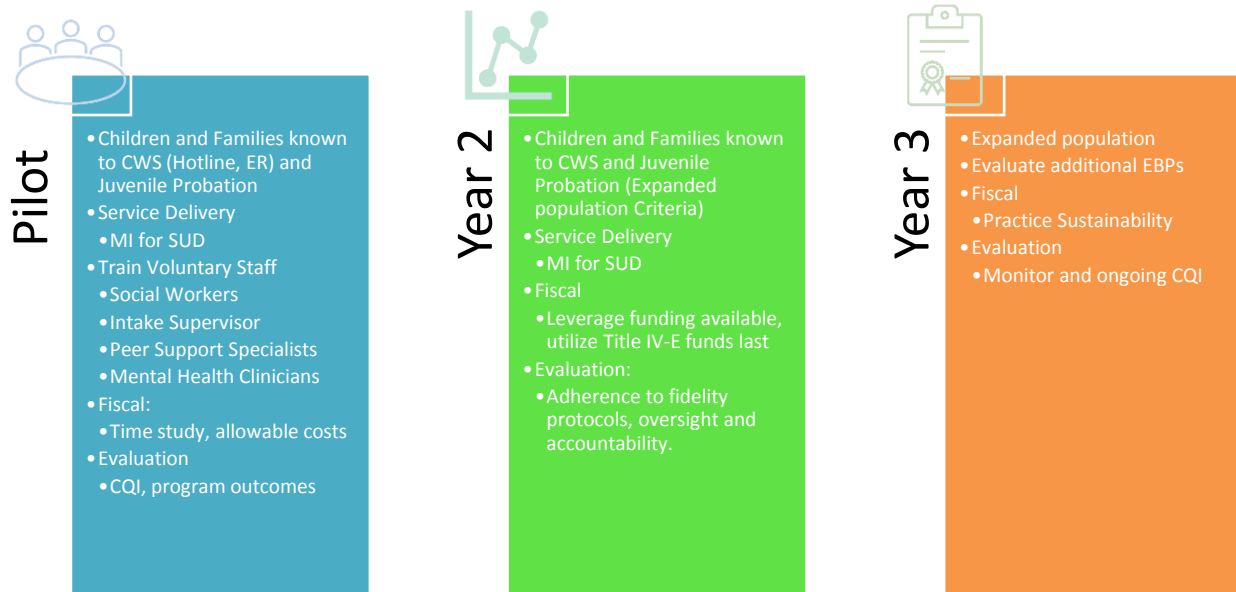 Pilot
•Children and Families known
to CWS (Hotline, ER) and
Juvenile Probation
•Service Delivery
•MI for SUD
•Train Voluntary Staff
•Social Workers
•Intake Supervisor
•Peer Support Specialists
•Mental Health Clinicians
•Fiscal:
•Time study, allowable costs
•Evaluation
•CQI, program outcomes
Year 2
•Children and Families known
to CWS and Juvenile
Probation (Expanded
population Criteria)
•Service Delivery
•MI for SUD
•Fiscal
•Leverage funding available,
utilize Title IV-E funds last
•Evaluation:
•Adherence to fidelity
protocols, oversight and
accountability.
Year 3
•Expanded population
•Evaluate additional EBPs
•Fiscal
•Practice Sustainability
•Evaluation
•Monitor and ongoing CQI